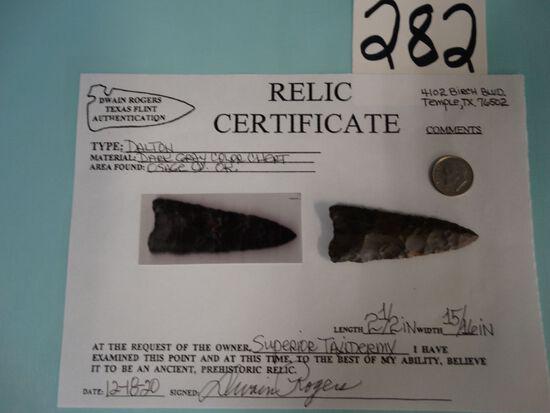 282
DWAIN ROGERS
TEXAS FLINT
AUTHENTICATION
RELIC
CERTIFICATE
4102 BIRCH BLVD.
TEMPLE, TX. 76502
COMMENTS
TYPE: DALTON
MATERIAL: DARK GRAY COLOR CHERT
AREA FOUND: OSAGE CO. OK.
LENGTH 2 1/2 IN WIDTH 15/16 IN
AT THE REQUEST OF THE OWNER, SUPERIOR TAXIDERMY I HAVE
EXAMINED THIS POINT AND AT THIS TIME, TO THE BEST OF MY ABILITY, BELIEVE
IT TO BE AN ANCIENT, PREHISTORIC RELIC.
DATE: 12-18-20 SIGNED: Dwain Rogers